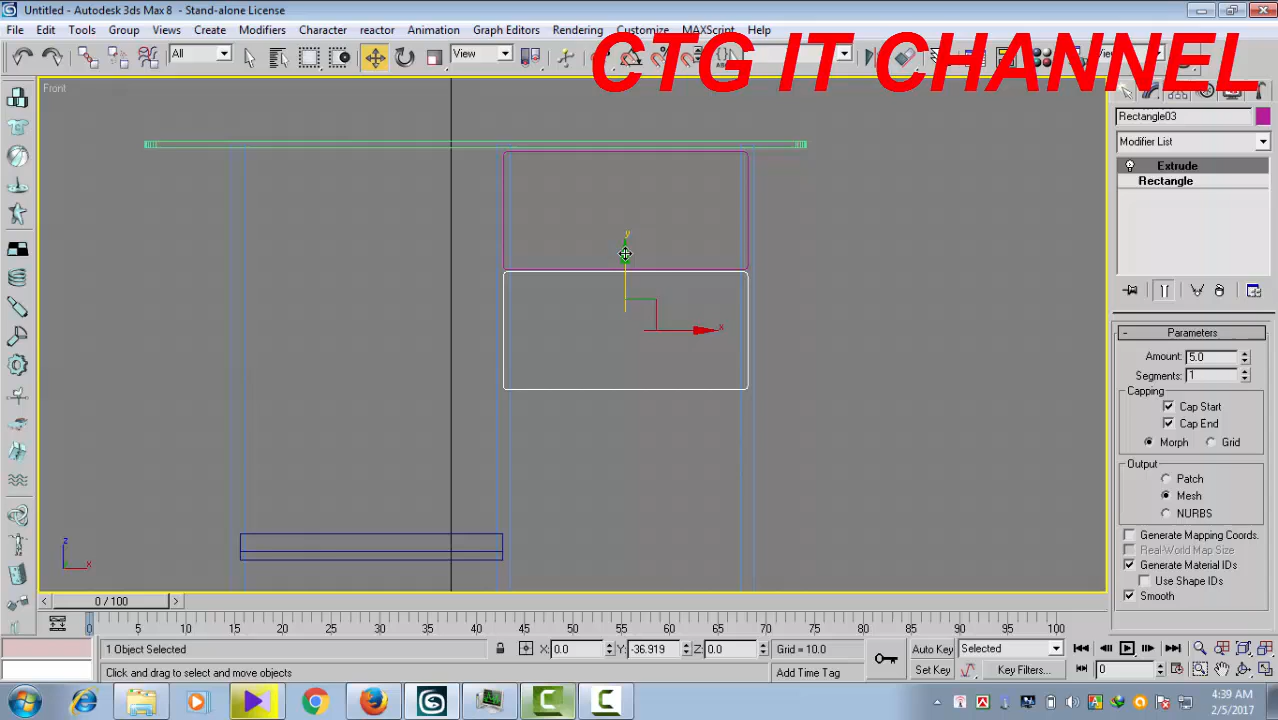 Untitled - Autodesk 3ds Max 8 - Stand-alone License
File Edit Tools Group Views Create Modifiers Character reactor Animation Graph Editors Rendering Customize MAXScript Help
CTG IT CHANNEL
All View
Front
Rectangle03
Modifier List
Extrude
Rectangle
y
x
Parameters
Amount: 5.0
Segments: 1
Capping
Cap Start
Cap End
Morph Grid
Output
Patch
Mesh
NURBS
Generate Mapping Coords.
Real-World Map Size
Generate Material IDs
Use Shape IDs
Smooth
z
x
0 / 100
0 5 10 15 20 25 30 35 40 45 50 55 60 65 70 75 80 85 90 95 100
1 Object Selected X: 0.0 Y: -36.919 Z: 0.0 Grid = 10.0 Auto Key Selected
Click and drag to select and move objects Add Time Tag Set Key Key Filters... 0
4:39 AM
2/5/2017